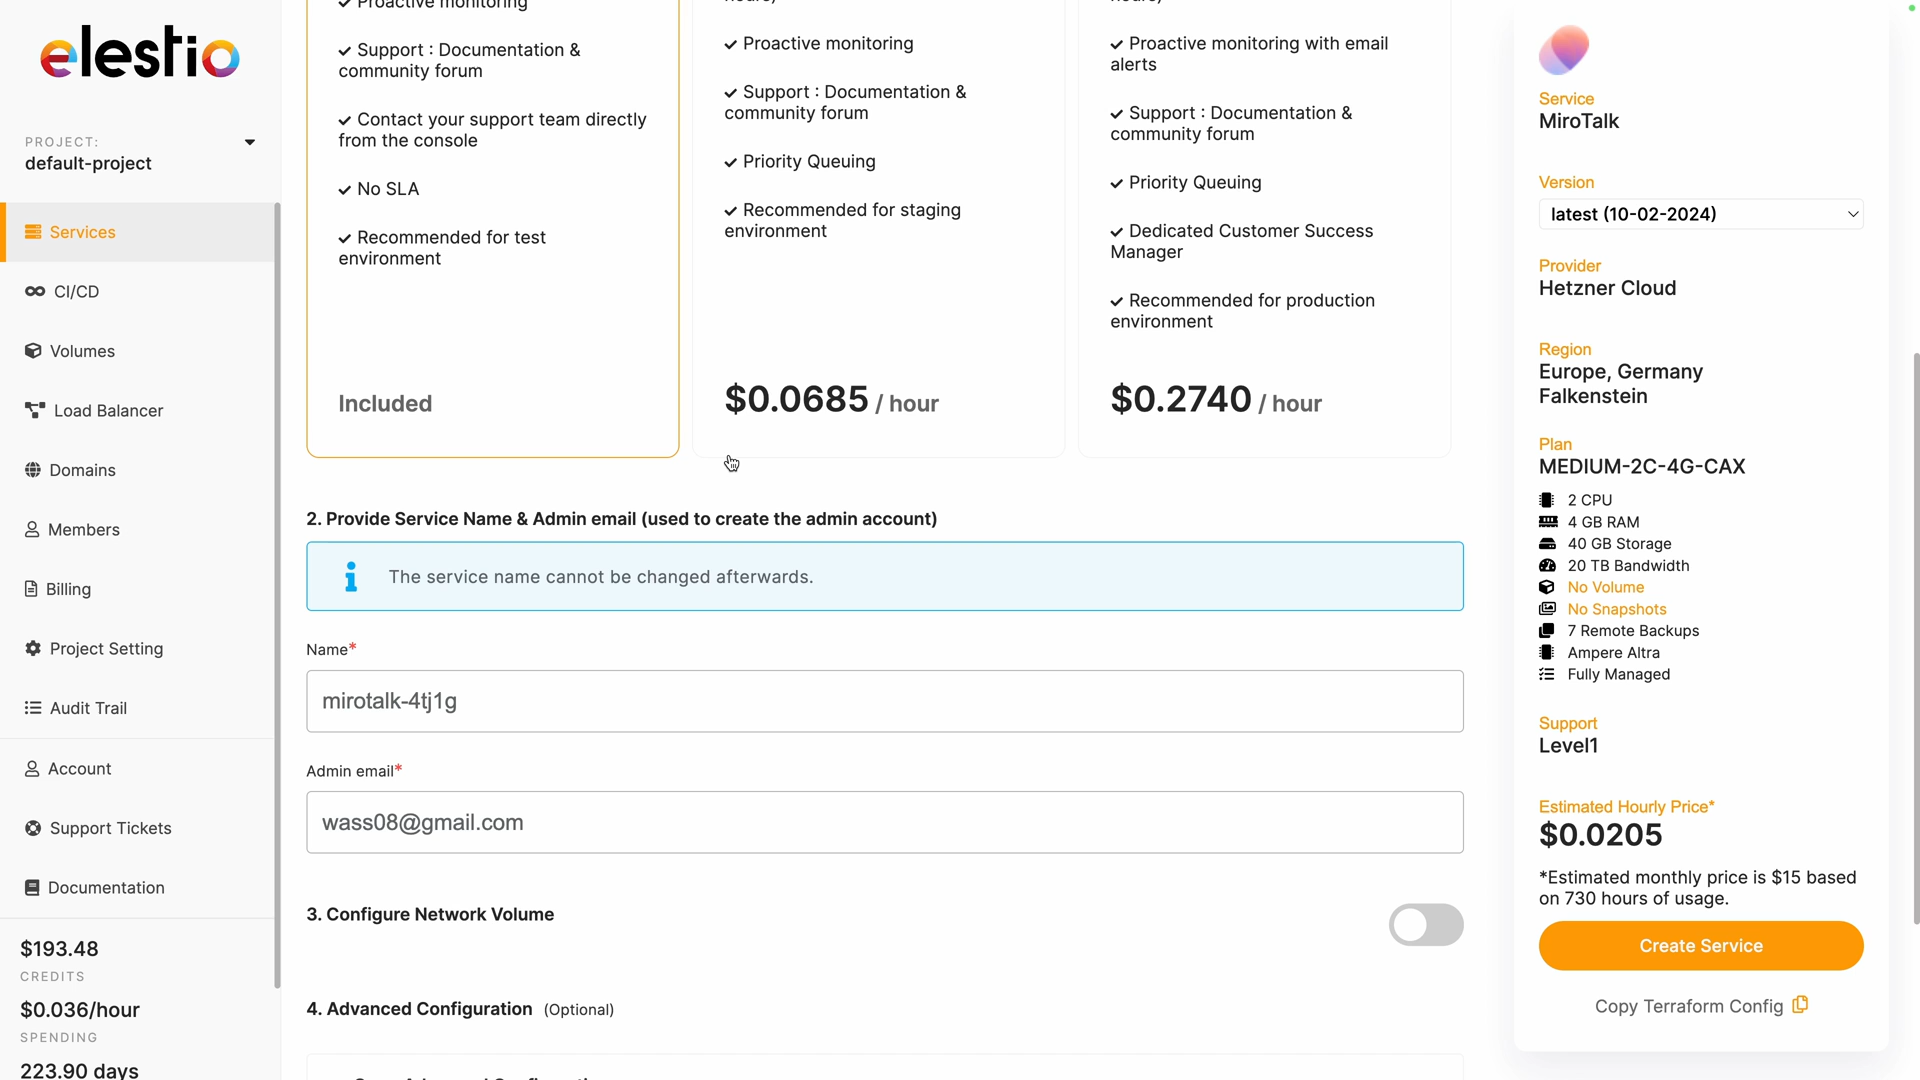 elestio
PROJECT:
default-project
Services
CI/CD
Volumes
Load Balancer
Domains
Members
Billing
Project Setting
Audit Trail
Account
Support Tickets
Documentation
$193.48
CREDITS
$0.036/hour
SPENDING
223.90 days
Proactive monitoring
Support : Documentation &
community forum
Contact your support team directly
from the console
No SLA
Recommended for test
environment
Included
Proactive monitoring
Support : Documentation &
community forum
Priority Queuing
Recommended for staging
environment
$0.0685 / hour
Proactive monitoring with email
alerts
Support : Documentation &
community forum
Priority Queuing
Dedicated Customer Success
Manager
Recommended for production
environment
$0.2740 / hour
2. Provide Service Name & Admin email (used to create the admin account)
The service name cannot be changed afterwards.
Name*
mirotalk-4tj1g
Admin email*
wass08@gmail.com
3. Configure Network Volume
4. Advanced Configuration (Optional)
Service
MiroTalk
Version
latest (10-02-2024)
Provider
Hetzner Cloud
Region
Europe, Germany
Falkenstein
Plan
MEDIUM-2C-4G-CAX
2 CPU
4 GB RAM
40 GB Storage
20 TB Bandwidth
No Volume
No Snapshots
7 Remote Backups
Ampere Altra
Fully Managed
Support
Level1
Estimated Hourly Price*
$0.0205
*Estimated monthly price is $15 based
on 730 hours of usage.
Create Service
Copy Terraform Config